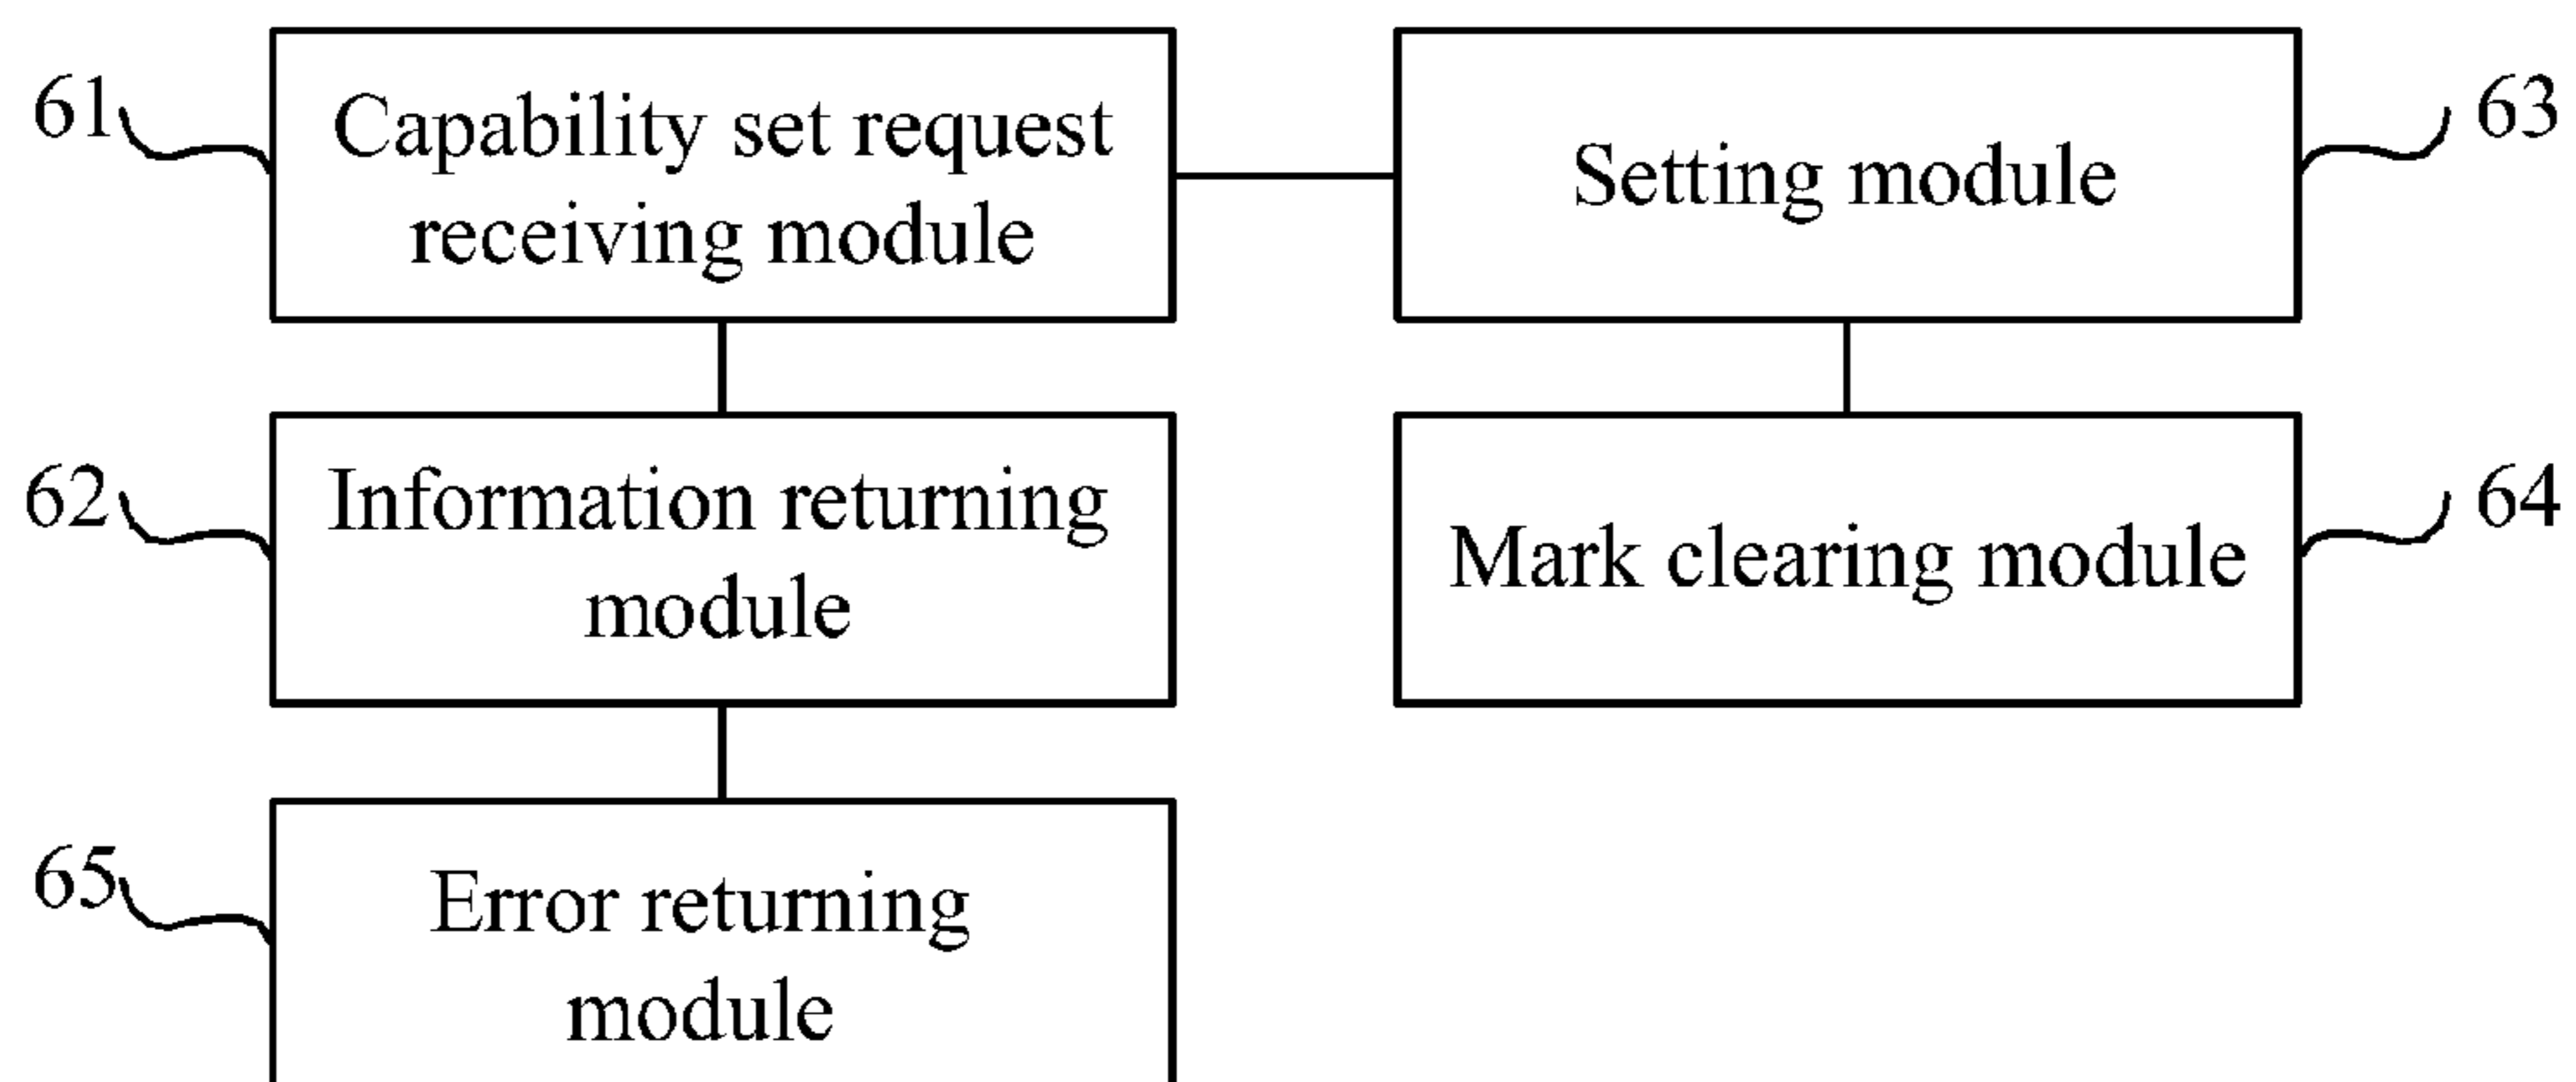 61
Capability set request
receiving module
Setting module
63
62
Information returning
module
Mark clearing module
64
65
Error returning
module